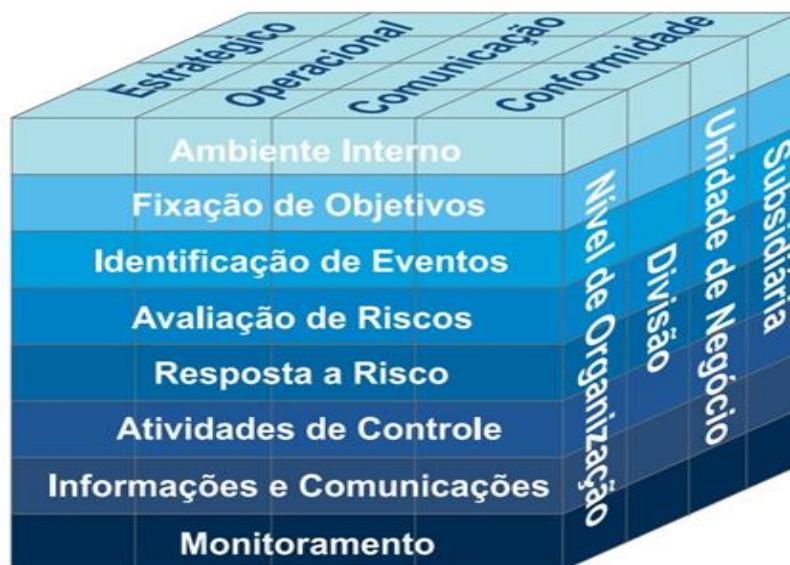 Estratégico
Operacional
Comunicação
Conformidade
Ambiente Interno
Fixação de Objetivos
Identificação de Eventos
Avaliação de Riscos
Resposta a Risco
Atividades de Controle
Informações e Comunicações
Monitoramento
Nível de Organização
Divisão
Unidade de Negócio
Subsidiária